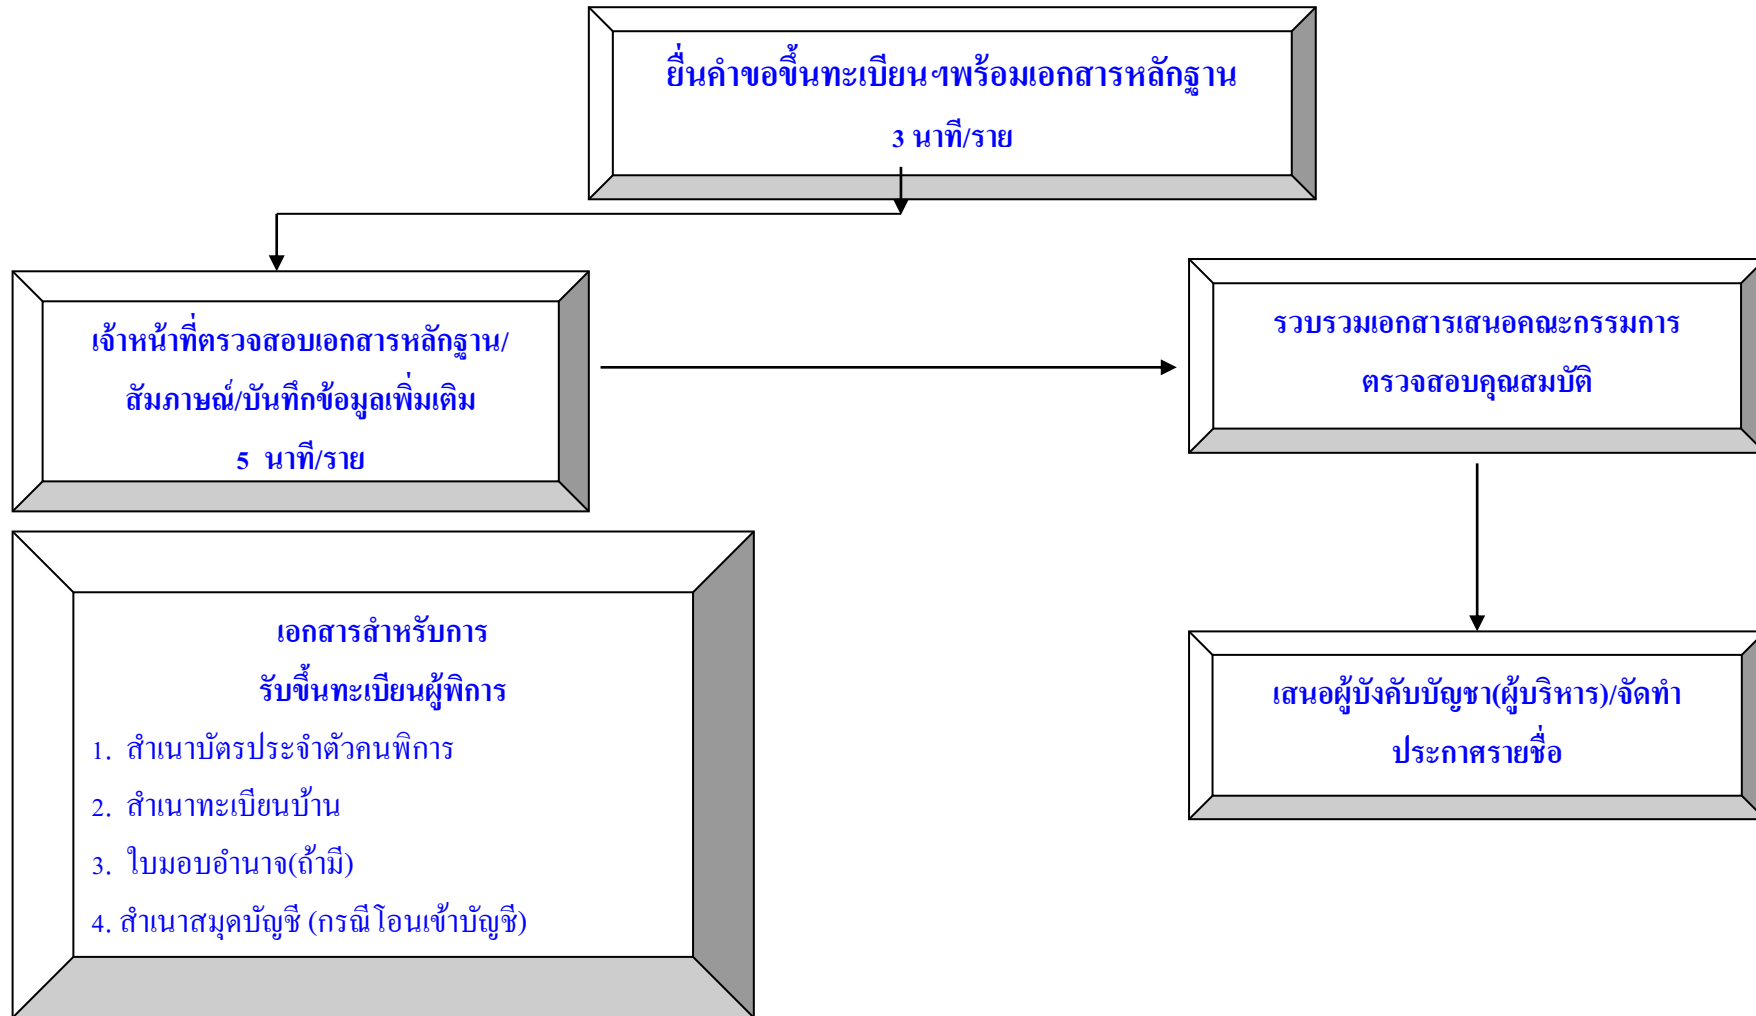 ยื่นคำขอขึ้นทะเบียนฯพร้อมเอกสารหลักฐาน
3 นาที/ราย
เจ้าหน้าที่ตรวจสอบเอกสารหลักฐาน/
สัมภาษณ์/บันทึกข้อมูลเพิ่มเติม
5 นาที/ราย
รวบรวมเอกสารเสนอคณะกรรมการ
ตรวจสอบคุณสมบัติ
เอกสารสำหรับการ
รับขึ้นทะเบียนผู้พิการ
1. สำเนาบัตรประจำตัวคนพิการ
2. สำเนาทะเบียนบ้าน
3. ใบมอบอำนาจ(ถ้ามี)
4. สำเนาสมุดบัญชี (กรณีโอนเข้าบัญชี)
เสนอผู้บังคับบัญชา(ผู้บริหาร)/จัดทำ
ประกาศรายชื่อ